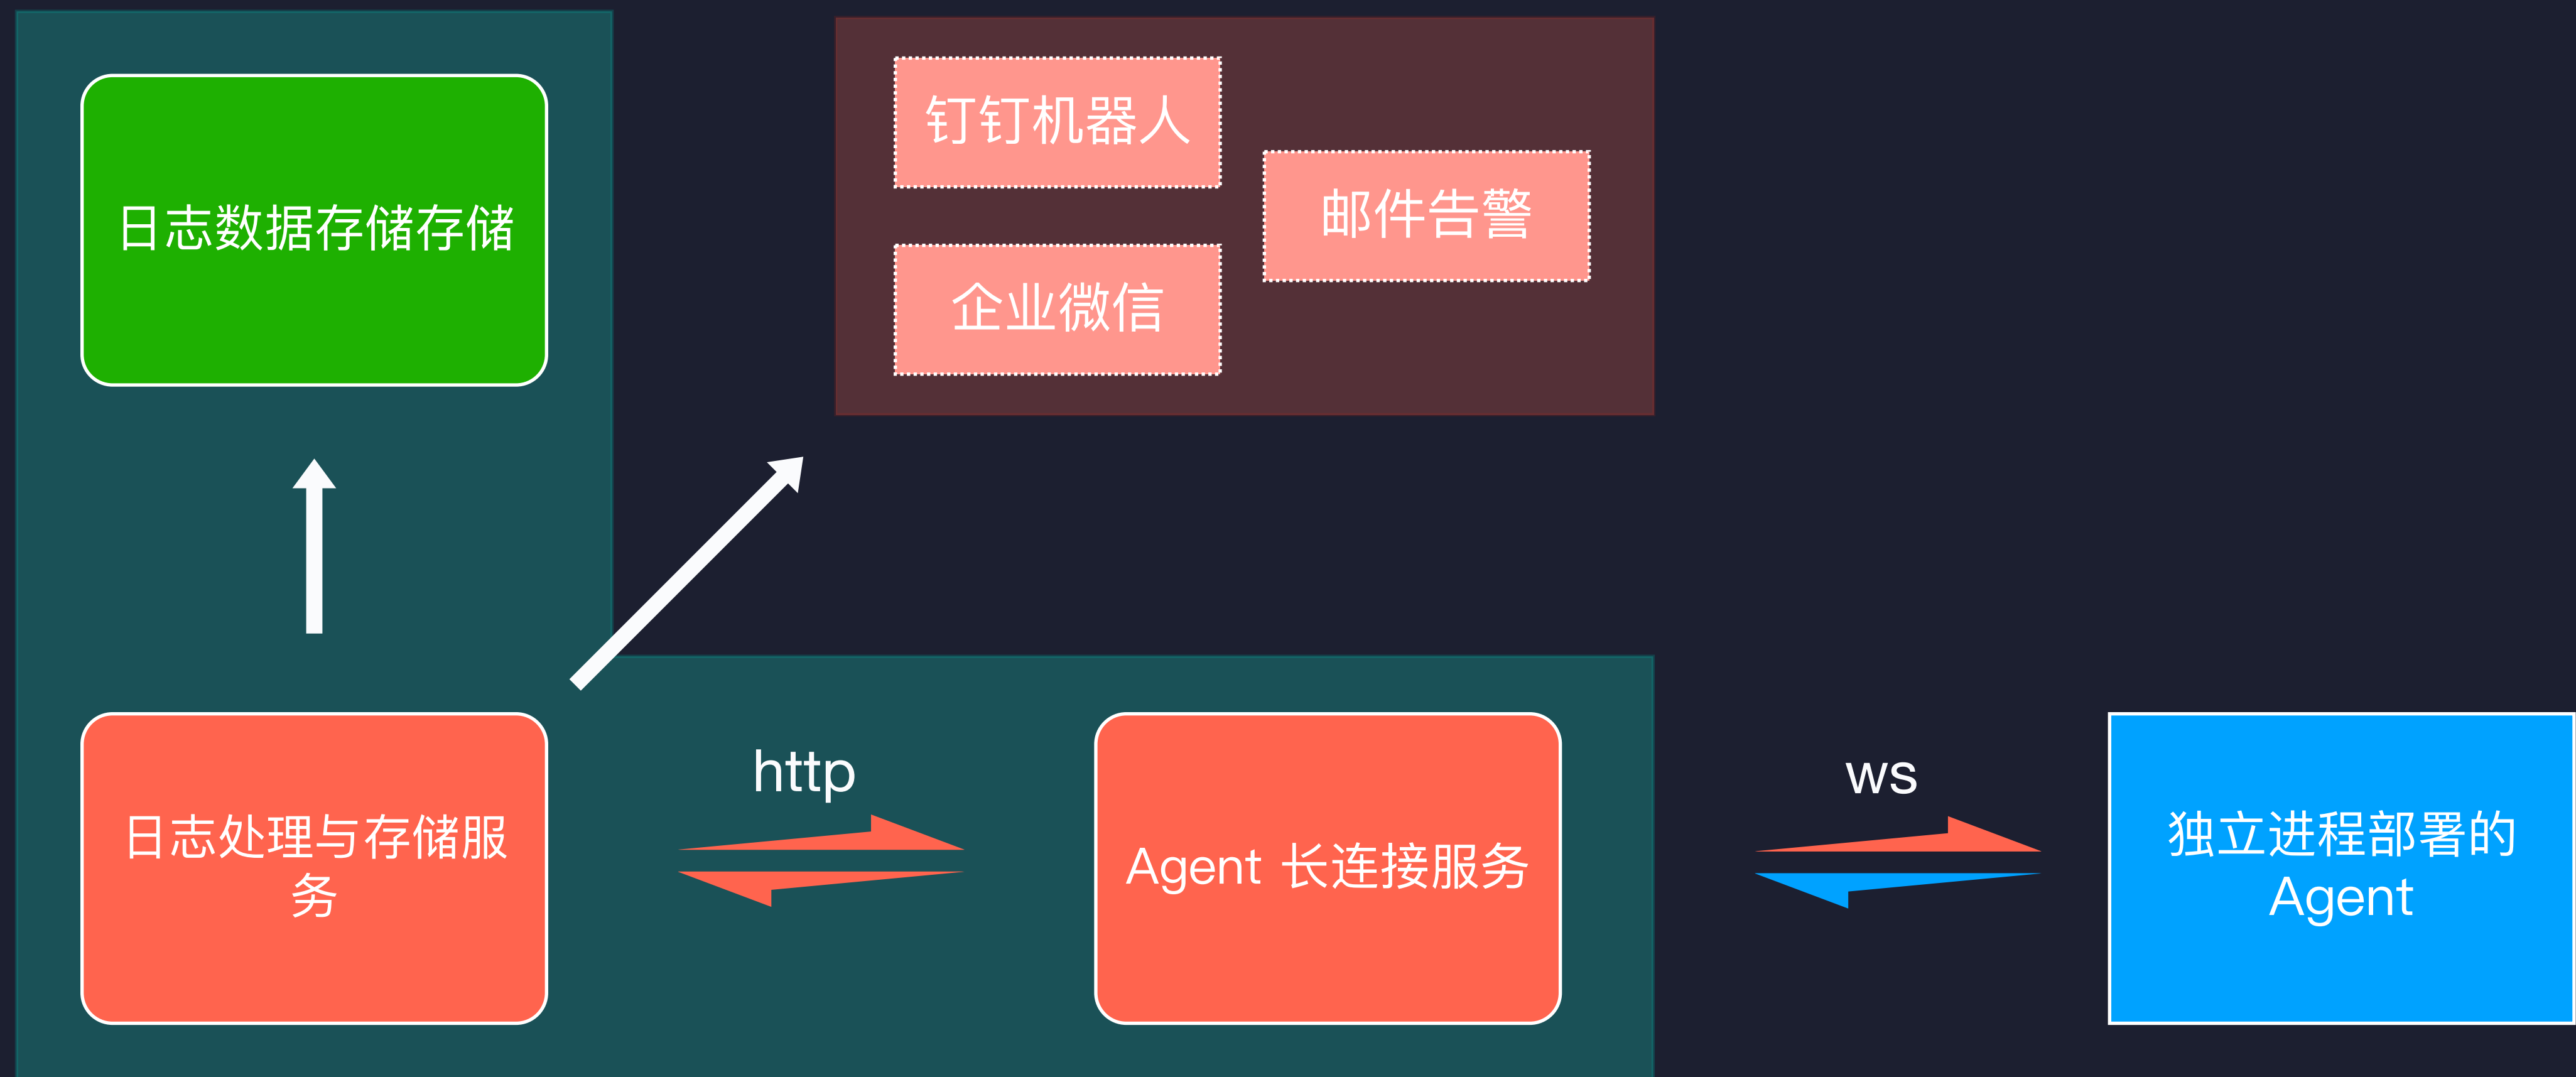 钉钉机器人
邮件告警
日志数据存储存储
企业微信
http
ws
日志处理与存储服
务
Agent 长连接服务
独立进程部署的
Agent